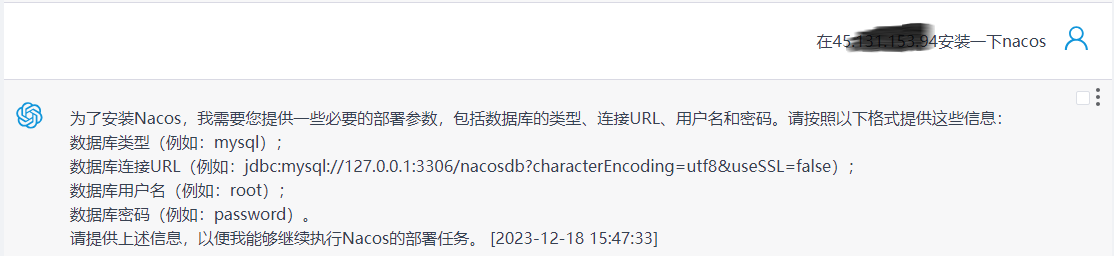 在45.    94安装一下nacos
为了安装Nacos，我需要您提供一些必要的部署参数，包括数据库的类型、连接URL、用户名和密码。请按照以下格式提供这些信息：
数据库类型（例如：mysql）；
数据库连接URL（例如：jdbc:mysql://127.0.0.1:3306/nacosdb?characterEncoding=utf8&useSSL=false）；
数据库用户名（例如：root）；
数据库密码（例如：password）。
请提供上述信息，以便我能够继续执行Nacos的部署任务。 [2023-12-18 15:47:33]